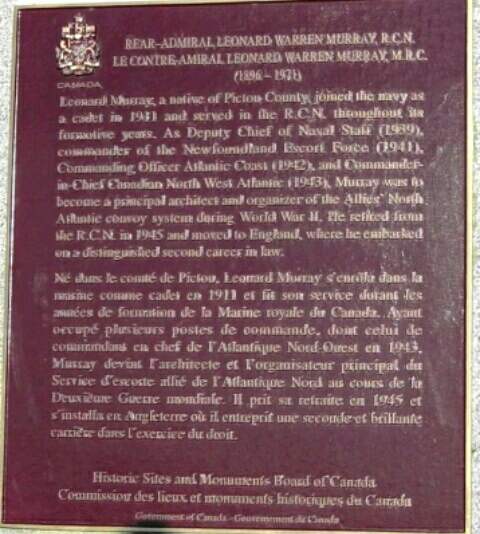 REAR-ADMIRAL LEONARD WARREN MURRAY, R.C.N.
LE CONTRE-AMIRAL LEONARD WARREN MURRAY, M.R.C.
(1896 - 1971)
CANADA
Leonard Murray, a native of Pictou County, joined the navy as
a cadet in 1911 and served in the R.C.N. throughout its
formative years. As Deputy Chief of Naval Staff (1939),
commander of the Newfoundland Escort Force (1941),
Commanding Officer Atlantic Coast (1942), and Commander-
in-Chief Canadian North West Atlantic (1943), Murray was to
become a principal architect and organizer of the Allies' North
Atlantic convoy system during World War II. He retired from
the R.C.N. in 1945 and moved to England, where he embarked
on a distinguished second career in law.
Né dans le comté de Pictou, Leonard Murray s'enrôla dans la
marine comme cadet en 1911 et fit son service durant les
années de formation de la Marine royale du Canada. Ayant
occupé plusieurs postes de commande, dont celui de
commandant en chef de l'Atlantique Nord-Ouest en 1943,
Murray devint l'architecte et l'organisateur principal du
Service d'escorte allié de l'Atlantique Nord au cours de la
Deuxième Guerre mondiale. Il prit sa retraite en 1945 et
s'installa en Angleterre où il entreprit une seconde et brillante
carrière dans l'exercice du droit.
Historic Sites and Monuments Board of Canada
Commission des lieux et monuments historiques du Canada
Government of Canada - Gouvernement du Canada